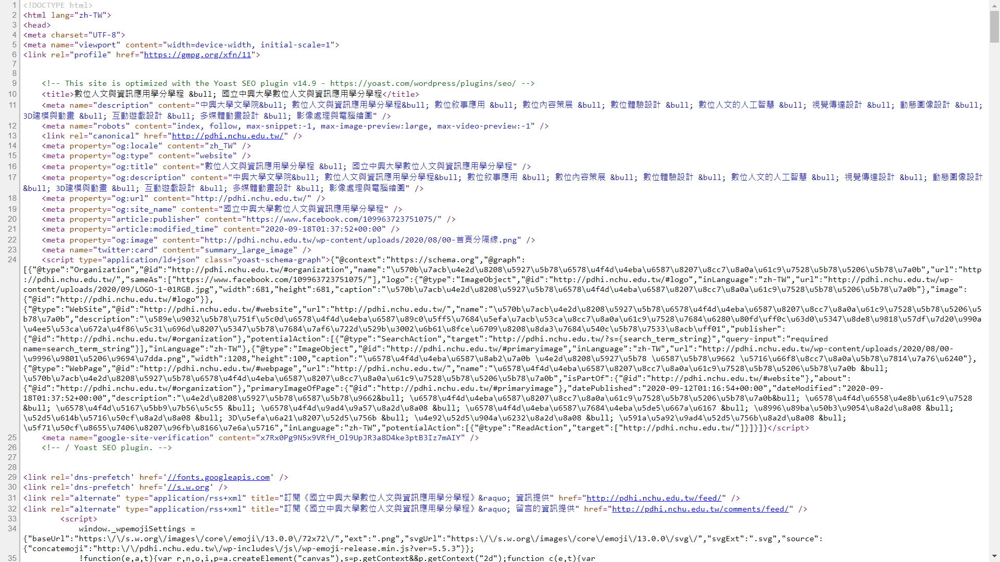 1 <!DOCTYPE html>
2 <html lang="zh-TW">
3 <head>
4 <meta charset="UTF-8">
5 <meta name="viewport" content="width=device-width, initial-scale=1">
6 <link rel="profile" href="https://gmpg.org/xfn/11">
7
8
9 <!-- This site is optimized with the Yoast SEO plugin v14.9 - https://yoast.com/wordpress/plugins/seo/ -->
10 <title>數位人文與資訊應用學分學程 &bull; 國立中興大學數位人文與資訊應用學分學程</title>
11 <meta name="description" content="中興大學文學院&bull; 數位人文與資訊應用學分學程&bull; 數位敘事應用 &bull; 數位內容策展 &bull; 數位體驗設計 &bull; 數位人文的人工智慧 &bull; 視覺傳達設計 &bull; 動態圖像設計 &bull;
3D建模與動畫 &bull; 互動遊戲設計 &bull; 多媒體動畫設計 &bull; 影像處理與電腦繪圖" />
12 <meta name="robots" content="index, follow, max-snippet:-1, max-image-preview:large, max-video-preview:-1" />
13 <link rel="canonical" href="http://pdhi.nchu.edu.tw/" />
14 <meta property="og:locale" content="zh_TW" />
15 <meta property="og:type" content="website" />
16 <meta property="og:title" content="數位人文與資訊應用學分學程 &bull; 國立中興大學數位人文與資訊應用學分學程" />
17 <meta property="og:description" content="中興大學文學院&bull; 數位人文與資訊應用學分學程&bull; 數位敘事應用 &bull; 數位內容策展 &bull; 數位體驗設計 &bull; 數位人文的人工智慧 &bull; 視覺傳達設計 &bull; 動態圖像設計
&bull; 3D建模與動畫 &bull; 互動遊戲設計 &bull; 多媒體動畫設計 &bull; 影像處理與電腦繪圖" />
18 <meta property="og:url" content="http://pdhi.nchu.edu.tw/" />
19 <meta property="og:site_name" content="國立中興大學數位人文與資訊應用學分學程" />
20 <meta property="article:publisher" content="https://www.facebook.com/109963723751075/" />
21 <meta property="article:modified_time" content="2020-09-18T01:37:52+00:00" />
22 <meta property="og:image" content="http://pdhi.nchu.edu.tw/wp-content/uploads/2020/08/00-首頁分隔線.png" />
23 <meta name="twitter:card" content="summary_large_image" />
24 <script type="application/ld+json" class="yoast-schema-graph">{"@context":"https://schema.org","@graph":
[{"@type":"Organization","@id":"http://pdhi.nchu.edu.tw/#organization","name":"\u570b\u7acb\u4e2d\u8208\u5927\u5b78\u6578\u4f4d\u4eba\u6587\u8207\u8cc7\u8a0a\u61c9\u7528\u5b78\u5206\u5b78\u7a0b","url":"http
://pdhi.nchu.edu.tw/","sameAs":["https://www.facebook.com/109963723751075/"],"logo":{"@type":"ImageObject","@id":"http://pdhi.nchu.edu.tw/#logo","inLanguage":"zh-TW","url":"http://pdhi.nchu.edu.tw/wp-
content/uploads/2020/09/LOGO-1-01RGB.jpg","width":681,"height":681,"caption":"\u570b\u7acb\u4e2d\u8208\u5927\u5b78\u6578\u4f4d\u4eba\u6587\u8207\u8cc7\u8a0a\u61c9\u7528\u5b78\u5206\u5b78\u7a0b"},"image":
{"@id":"http://pdhi.nchu.edu.tw/#logo"}},
{"@type":"WebSite","@id":"http://pdhi.nchu.edu.tw/#website","url":"http://pdhi.nchu.edu.tw/","name":"\u570b\u7acb\u4e2d\u8208\u5927\u5b78\u6578\u4f4d\u4eba\u6587\u8207\u8cc7\u8a0a\u61c9\u7528\u5b78\u5206\u5
b78\u7a0b","description":"\u589e\u9032\u5b78\u751f\u5c0d\u6578\u4f4d\u4eba\u6587\u89c0\u5ff5\u7684\u5efa\u7acb\u53ca\u8cc7\u8a0a\u61c9\u7528\u7684\u6280\u80fd\uff0c\u63d0\u5347\u8de8\u9818\u57df\u7d20\u990a
\u4ee5\u53ca\u672a\u4f86\u5c31\u696d\u8207\u5347\u5b78\u7684\u7af6\u722d\u529b\u3002\u6b61\u8fce\u6709\u8208\u8da3\u7684\u540c\u5b78\u7533\u8acb\uff01","publisher":
{"@id":"http://pdhi.nchu.edu.tw/#organization"},"potentialAction":[{"@type":"SearchAction","target":"http://pdhi.nchu.edu.tw/?s={search_term_string}","query-input":"required
name=search_term_string"}],"inLanguage":"zh-TW"},{"@type":"ImageObject","@id":"http://pdhi.nchu.edu.tw/#primaryimage","inLanguage":"zh-TW","url":"http://pdhi.nchu.edu.tw/wp-content/uploads/2020/08/00-
\u9996\u9801\u5206\u9694\u7dda.png","width":1208,"height":100,"caption":"\u6578\u4f4d\u4eba\u6587\u8ab2\u7a0b \u4e2d\u8208\u5927\u5b78 \u6587\u5b78\u9662 \u5716\u66f8\u8cc7\u8a0a\u5b78\u7814\u7a76\u6240"},
{"@type":"WebPage","@id":"http://pdhi.nchu.edu.tw/#webpage","url":"http://pdhi.nchu.edu.tw/","name":"\u6578\u4f4d\u4eba\u6587\u8207\u8cc7\u8a0a\u61c9\u7528\u5b78\u5206\u5b78\u7a0b &bull;
\u570b\u7acb\u4e2d\u8208\u5927\u5b78\u6578\u4f4d\u4eba\u6587\u8207\u8cc7\u8a0a\u61c9\u7528\u5b78\u5206\u5b78\u7a0b","isPartOf":{"@id":"http://pdhi.nchu.edu.tw/#website"},"about":
{"@id":"http://pdhi.nchu.edu.tw/#organization"},"primaryImageOfPage":{"@id":"http://pdhi.nchu.edu.tw/#primaryimage"},"datePublished":"2020-09-12T01:16:54+00:00","dateModified":"2020-09-
18T01:37:52+00:00","description":"\u4e2d\u8208\u5927\u5b78\u6587\u5b78\u9662&bull; \u6578\u4f4d\u4eba\u6587\u8207\u8cc7\u8a0a\u61c9\u7528\u5b78\u5206\u5b78\u7a0b&bull; \u6578\u4f4d\u6558\u4e8b\u61c9\u7528
&bull; \u6578\u4f4d\u5167\u5bb9\u7b56\u5c55 &bull; \u6578\u4f4d\u9ad4\u9a57\u8a2d\u8a08 &bull; \u6578\u4f4d\u4eba\u6587\u7684\u4eba\u5de5\u667a\u6167 &bull; \u8996\u89ba\u50b3\u9054\u8a2d\u8a08 &bull;
\u52d5\u614b\u5716\u50cf\u8a2d\u8a08 &bull; 3D\u5efa\u6a21\u8207\u52d5\u756b &bull; \u4e92\u52d5\u904a\u6232\u8a2d\u8a08 &bull; \u591a\u5a92\u9ad4\u52d5\u756b\u8a2d\u8a08 &bull;
\u5f71\u50cf\u8655\u7406\u8207\u96fb\u8166\u7e6a\u5716","inLanguage":"zh-TW","potentialAction":[{"@type":"ReadAction","target":["http://pdhi.nchu.edu.tw/"]}]}]}</script>
25 <meta name="google-site-verification" content="x7Rx0Pg9N5x9VRfH_Ol9UpJR3a8D4ke3ptB3Iz7mAIY" />
26 <!-- / Yoast SEO plugin. -->
27
28
29 <link rel='dns-prefetch' href='//fonts.googleapis.com' />
30 <link rel='dns-prefetch' href='//s.w.org' />
31 <link rel="alternate" type="application/rss+xml" title="訂閱《國立中興大學數位人文與資訊應用學分學程》&raquo; 資訊提供" href="http://pdhi.nchu.edu.tw/feed/" />
32 <link rel="alternate" type="application/rss+xml" title="訂閱《國立中興大學數位人文與資訊應用學分學程》&raquo; 留言的資訊提供" href="http://pdhi.nchu.edu.tw/comments/feed/" />
33 <script>
34 window._wpemojiSettings =
{"baseUrl":"https:\/\/s.w.org\/images\/core\/emoji\/13.0.0\/72x72\/","ext":".png","svgUrl":"https:\/\/s.w.org\/images\/core\/emoji\/13.0.0\/svg\/","svgExt":".svg","source":
{"concatemoji":"http:\/\/pdhi.nchu.edu.tw\/wp-includes\/js\/wp-emoji-release.min.js?ver=5.5.3"}};
35 !function(e,a,t){var r,n,o,i,p=a.createElement("canvas"),s=p.getContext&&p.getContext("2d");function c(e,t){var